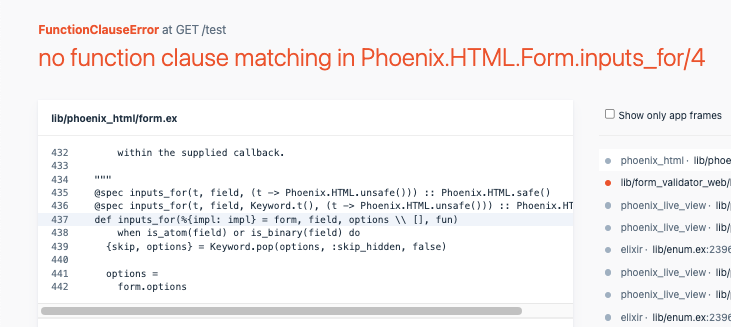 FunctionClauseError at GET /test
no function clause matching in Phoenix.HTML.Form.inputs_for/4
lib/phoenix_html/form.ex
432 within the supplied callback.
433
434 """
435 @spec inputs_for(t, field, (t -> Phoenix.HTML.unsafe())) :: Phoenix.HTML.safe()
436 @spec inputs_for(t, field, Keyword.t(), (t -> Phoenix.HTML.unsafe())) :: Phoenix.HT
437 def inputs_for(%{impl: impl} = form, field, options \\ [], fun)
438 when is_atom(field) or is_binary(field) do
439 {skip, options} = Keyword.pop(options, :skip_hidden, false)
440
441 options =
442 form.options
Show only app frames
phoenix_html · lib/phoe
lib/form_validator_web/l
phoenix_live_view · lib/p
phoenix_live_view · lib/p
elixir · lib/enum.ex:2396
phoenix_live_view · lib/p
phoenix_live_view · lib/p
elixir · lib/enum.ex:2396